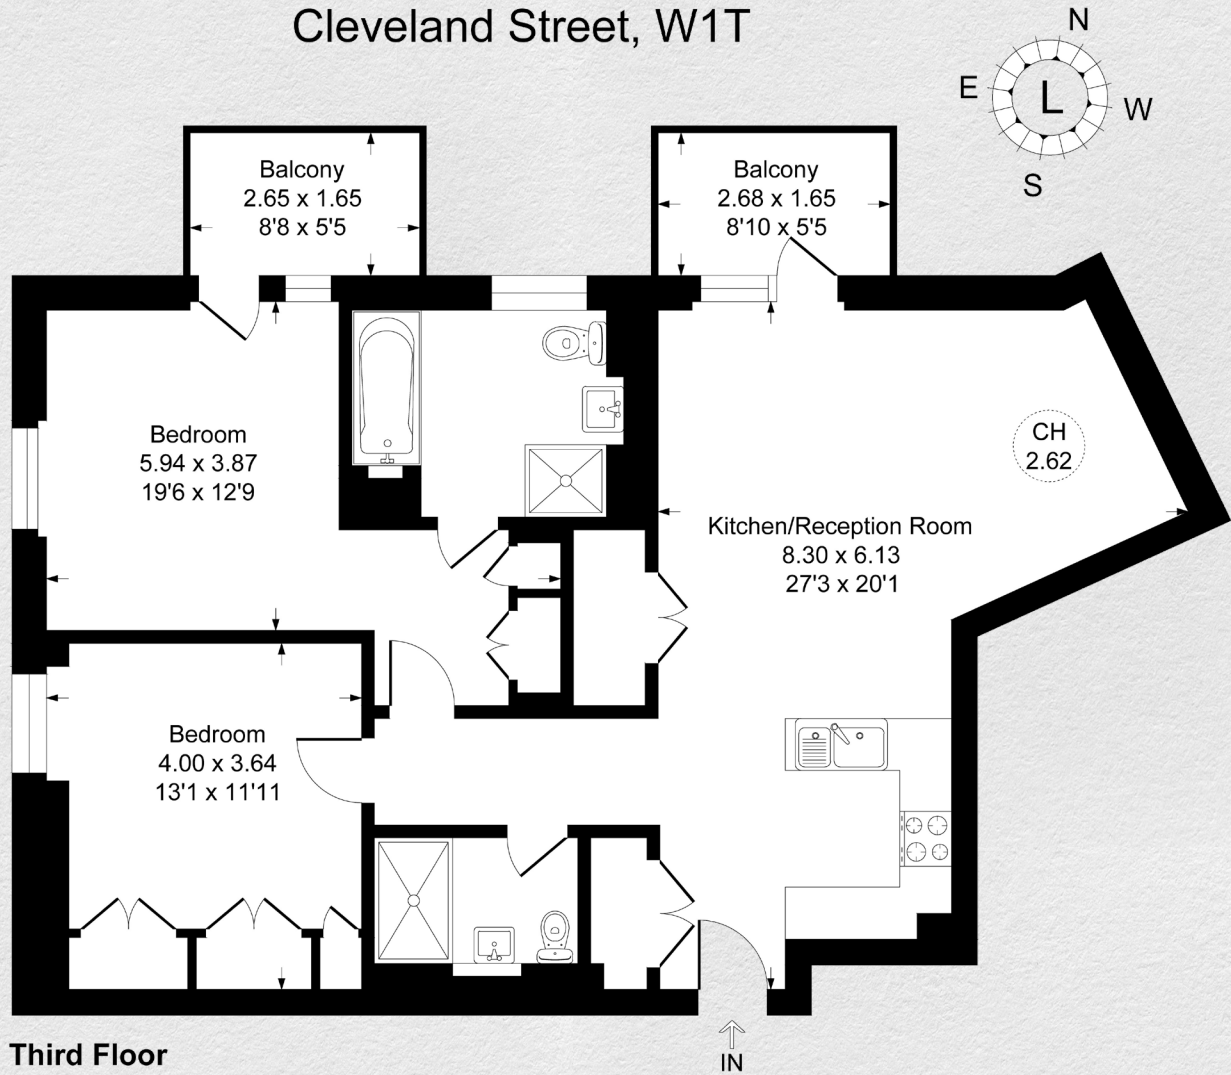 Cleveland Street, W1T
N
E
L
W
S
Balcony
2.65 x 1.65
8'8 x 5'5
Balcony
2.68 x 1.65
8'10 x 5'5
Bedroom
5.94 x 3.87
19'6 x 12'9
CH
2.62
Kitchen/Reception Room
8.30 x 6.13
27'3 x 20'1
Bedroom
4.00 x 3.64
13'1 x 11'11
Third Floor
IN